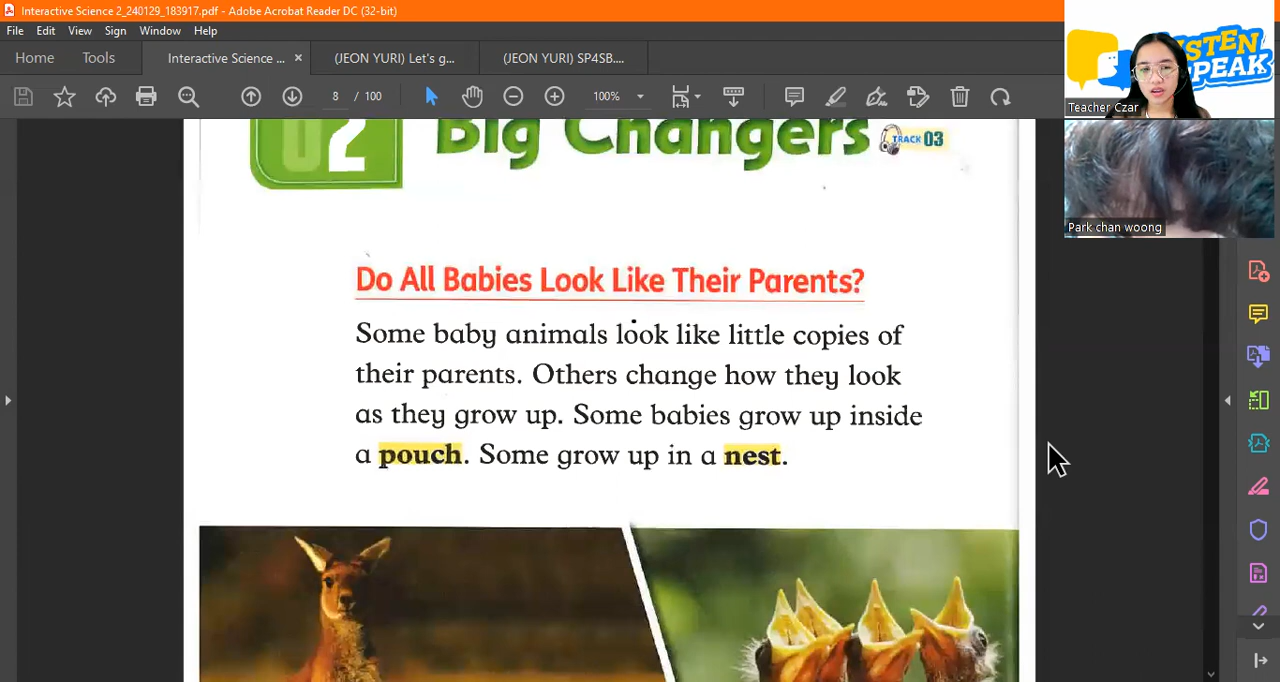 Interactive Science 2_240129_183917.pdf - Adobe Acrobat Reader DC (32-bit)
File Edit View Sign Window Help
Home Tools Interactive Science ... × (JEON YURI) Let's g... (JEON YURI) SP4SB....
8 / 100 100%
LISTEN
SPEAK
Teacher Czar
Park chan woong
02 Big Changers TRACK 03
Do All Babies Look Like Their Parents?
Some baby animals look like little copies of
their parents. Others change how they look
as they grow up. Some babies grow up inside
a pouch. Some grow up in a nest.